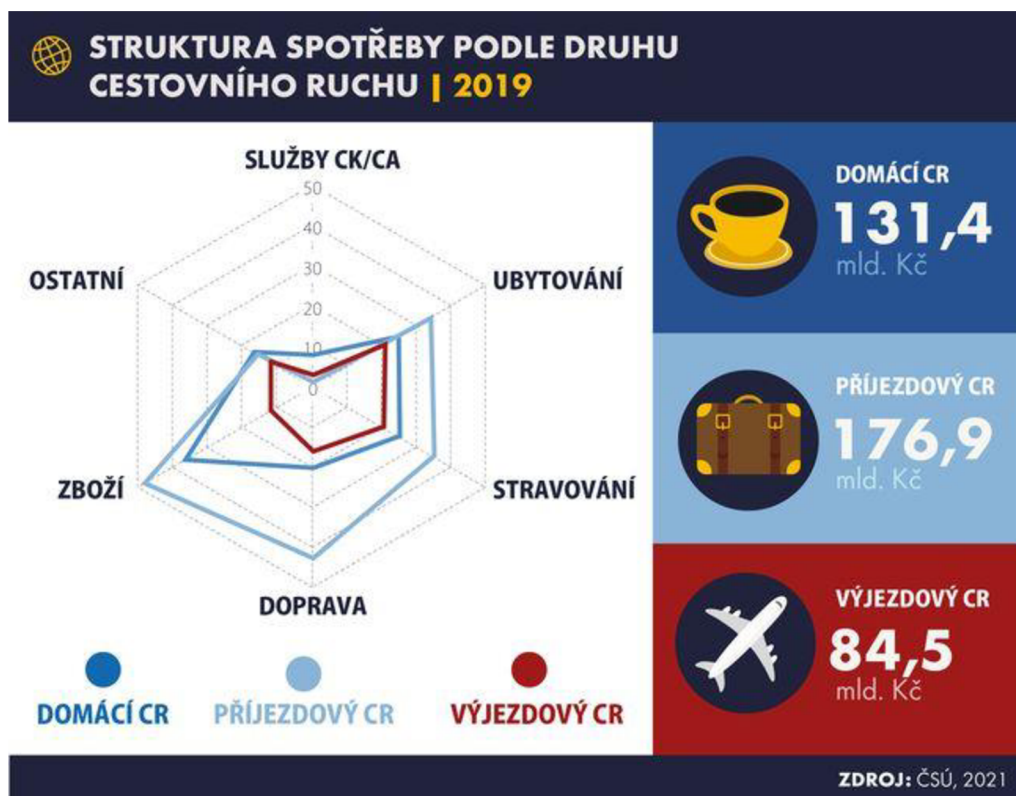 STRUKTURA SPOTŘEBY PODLE DRUHU
CESTOVNÍHO RUCHU | 2019
SLUŽBY CK/CA
50
40
30
20
10
0
OSTATNÍ
UBYTOVÁNÍ
ZBOŽÍ
STRAVOVÁNÍ
DOPRAVA
DOMÁCÍ CR
PŘÍJEZDOVÝ CR
VÝJEZDOVÝ CR
DOMÁCÍ CR
131,4
mld. Kč
PŘÍJEZDOVÝ CR
176,9
mld. Kč
VÝJEZDOVÝ CR
84,5
mld. Kč
ZDROJ: ČSÚ, 2021